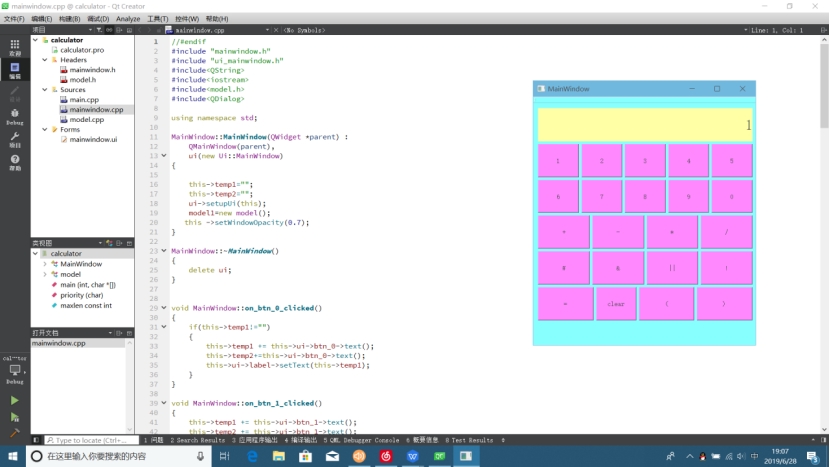 mainwindow.cpp @ calculator - Qt Creator
文件(F) 编辑(E) 构建(B) 调试(D) Analyze 工具(T) 控件(W) 帮助(H)
项目
mainwindow.cpp
<No Symbols>
Line: 1, Col: 1
欢迎
编辑
Debug
项目
帮助
calculator
calculator.pro
Headers
mainwindow.h
model.h
Sources
main.cpp
mainwindow.cpp
model.cpp
Forms
mainwindow.ui
类视图
calculator
MainWindow
model
main (int, char *[])
priority (char)
maxlen const int
打开文档
mainwindow.cpp
Debug
1 //#endif
2 #include "mainwindow.h"
3 #include "ui_mainwindow.h"
4 #include<QString>
5 #include<iostream>
6 #include<model.h>
7 #include<QDialog>
8
9 using namespace std;
10
11 MainWindow::MainWindow(QWidget *parent) :
12 QMainWindow(parent),
13 ui(new Ui::MainWindow)
14 {
15
16 this->temp1="";
17 this->temp2="";
18 ui->setupUi(this);
19 model1=new model();
20 this ->setWindowOpacity(0.7);
21 }
22
23 MainWindow::~MainWindow()
24 {
25 delete ui;
26 }
27
28
29 void MainWindow::on_btn_0_clicked()
30 {
31 if(this->temp1!="")
32 {
33 this->temp1 += this->ui->btn_0->text();
34 this->temp2+=this->ui->btn_0->text();
35 this->ui->label->setText(this->temp1);
36 }
37 }
38
39 void MainWindow::on_btn_1_clicked()
40 {
41 this->temp1 += this->ui->btn_1->text();
42 this->temp2 += this->ui->btn_1->text();
MainWindow
1
1 2 3 4 5
6 7 8 9 0
+ - * /
# & || !
= clear ( )
Type to locate (Ctrl+...
1 问题 2 Search Results 3 应用程序输出 4 编译输出 5 QML Debugger Console 6 概要信息 8 Test Results
在这里输入你要搜索的内容
中
19:07
2019/6/28